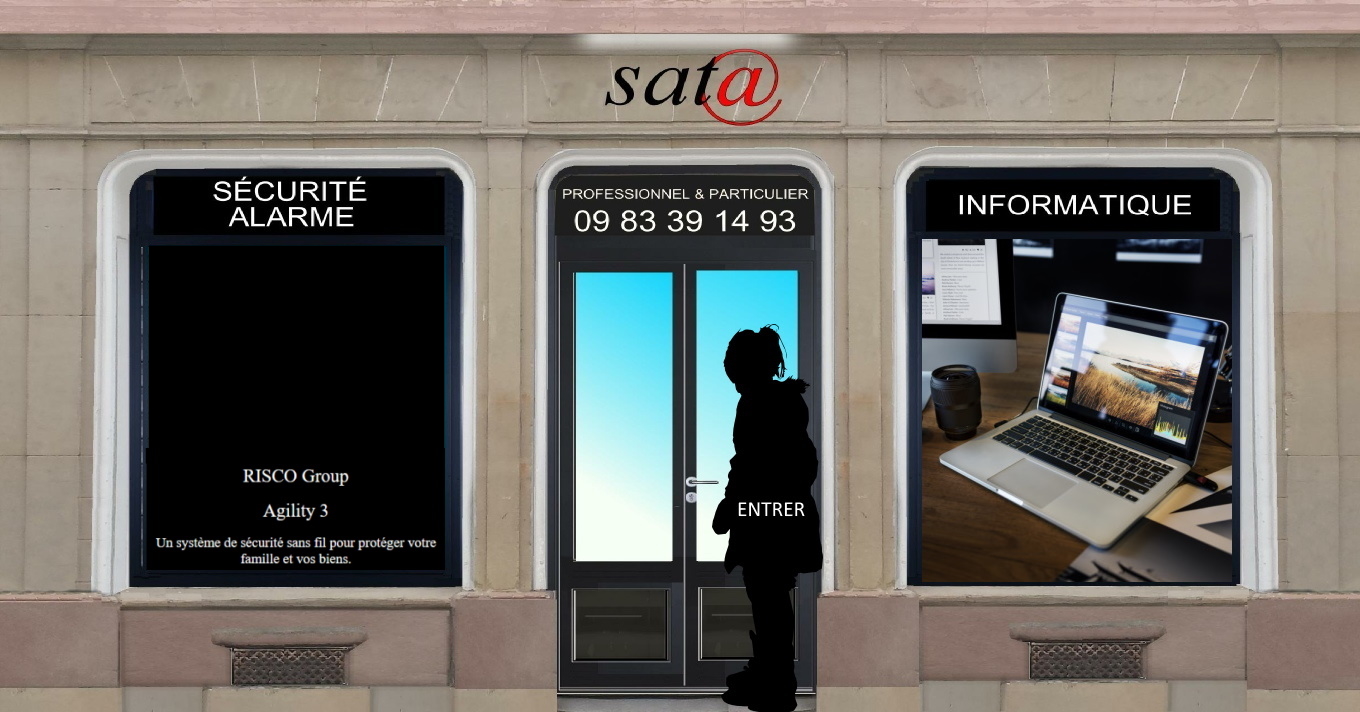 sat@
SÉCURITÉ
ALARME
RISCO Group
Agility 3
Un système de sécurité sans fil pour protéger votre
famille et vos biens.
PROFESSIONNEL & PARTICULIER
09 83 39 14 93
ENTRER
INFORMATIQUE